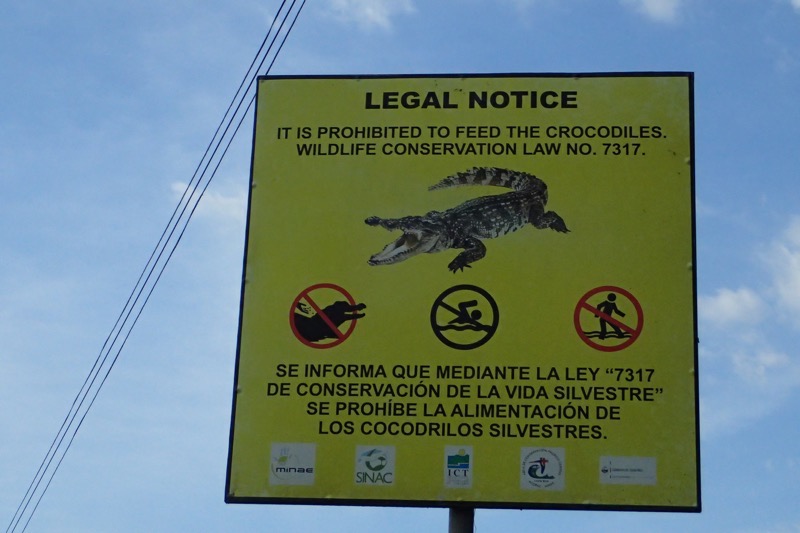 LEGAL NOTICE
IT IS PROHIBITED TO FEED THE CROCODILES.
WILDLIFE CONSERVATION LAW NO. 7317.
SE INFORMA QUE MEDIANTE LA LEY “7317
DE CONSERVACIÓN DE LA VIDA SILVESTRE”
SE PROHÍBE LA ALIMENTACIÓN DE
LOS COCODRILOS SILVESTRES.
minae
SINAC
ICT